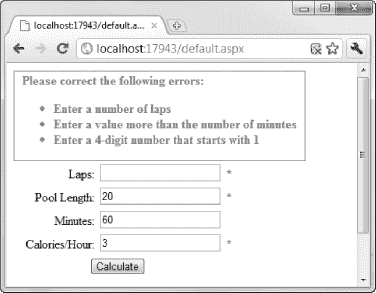 localhost:17943/default.a...
localhost:17943/default.aspx
Please correct the following errors:
• Enter a number of laps
• Enter a value more than the number of minutes
• Enter a 4-digit number that starts with 1
Laps: *
Pool Length: 20 *
Minutes: 60
Calories/Hour: 3 *
Calculate